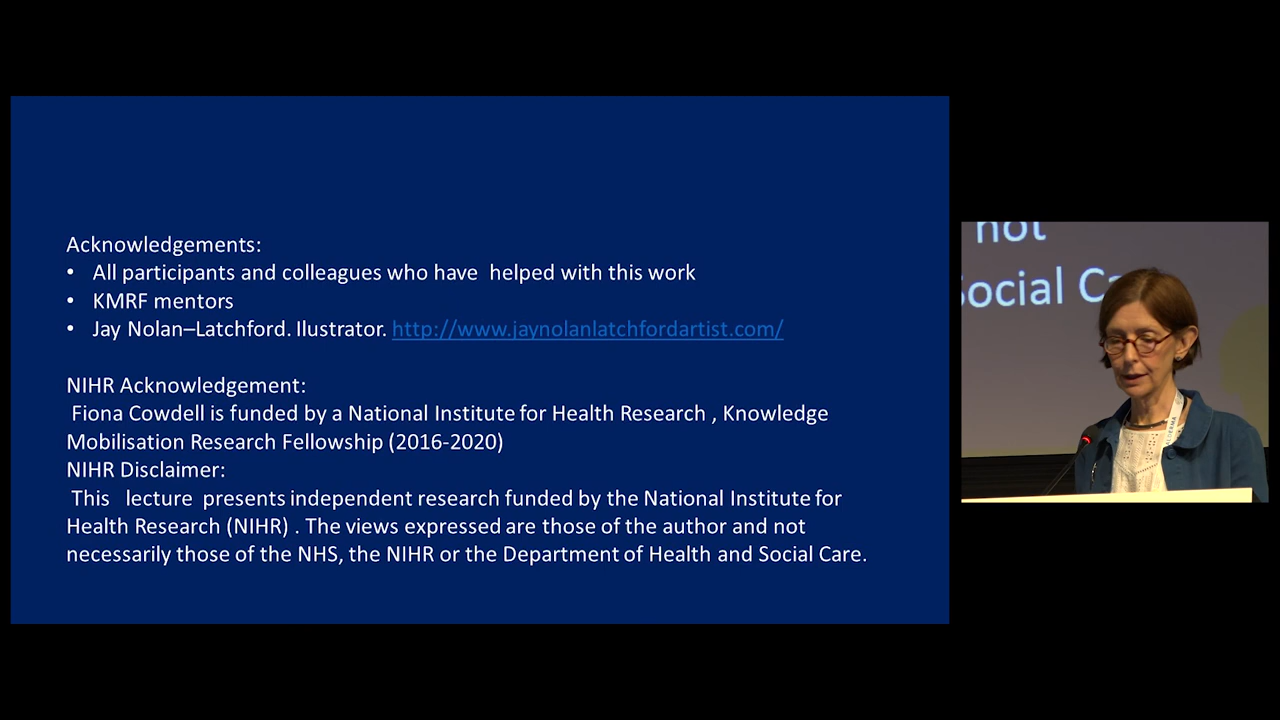 Acknowledgements:
• All participants and colleagues who have  helped with this work
• KMRF mentors
• Jay Nolan–Latchford. Ilustrator. http://www.jaynolanlatchfordartist.com/
NIHR Acknowledgement:
Fiona Cowdell is funded by a National Institute for Health Research , Knowledge
Mobilisation Research Fellowship (2016-2020)
NIHR Disclaimer:
This   lecture  presents independent research funded by the National Institute for
Health Research (NIHR) . The views expressed are those of the author and not
necessarily those of the NHS, the NIHR or the Department of Health and Social Care.
not
Social